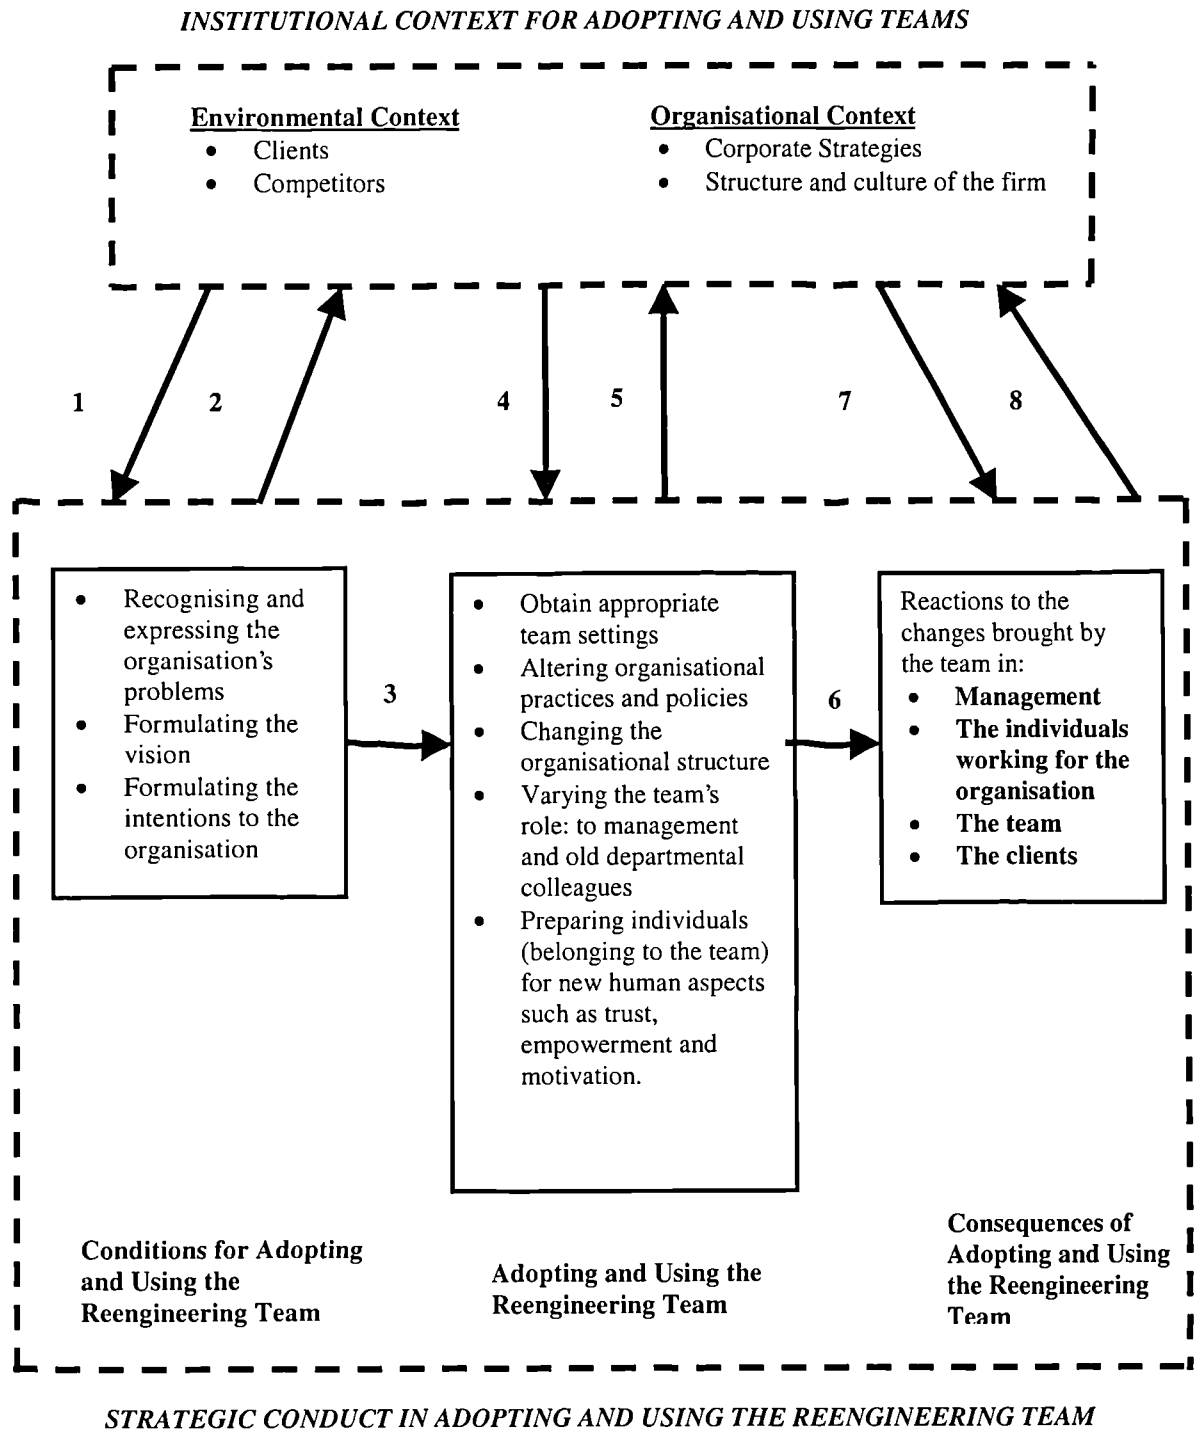 INSTITUTIONAL CONTEXT FOR ADOPTING AND USING TEAMS
Environmental Context
• Clients
• Competitors
Organisational Context
• Corporate Strategies
• Structure and culture of the firm
1
2
4
5
7
8
• Recognising and
expressing the
organisation's
problems
• Formulating the
vision
• Formulating the
intentions to the
organisation
3
• Obtain appropriate
team settings
• Altering organisational
practices and policies
• Changing the
organisational structure
• Varying the team's
role: to management
and old departmental
colleagues
• Preparing individuals
(belonging to the team)
for new human aspects
such as trust,
empowerment and
motivation.
6
Reactions to the
changes brought by
the team in:
• Management
• The individuals
working for the
organisation
• The team
• The clients
Conditions for Adopting
and Using the
Reengineering Team
Adopting and Using the
Reengineering Team
Consequences of
Adopting and Using
the Reengineering
Team
STRATEGIC CONDUCT IN ADOPTING AND USING THE REENGINEERING TEAM